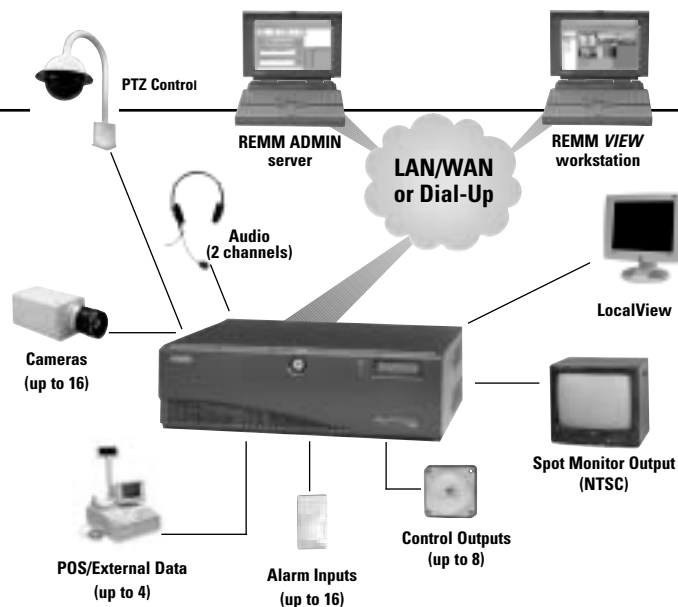 PTZ Control
REMM ADMIN
server
REMM VIEW
workstation
LAN/WAN
or Dial-Up
Audio
(2 channels)
LocalView
Cameras
(up to 16)
Spot Monitor Output
(NTSC)
Control Outputs
(up to 8)
POS/External Data
(up to 4)
Alarm Inputs
(up to 16)